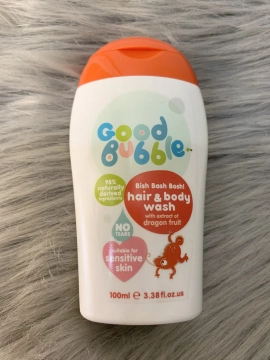 Good
Bubble
98%
naturally
derived
ingredients
Bish Bash Bosh!
hair & body
wash
with extract of
dragon fruit
NO
TEARS
suitable for
sensitive
skin
100ml e 3.38fl.oz.us